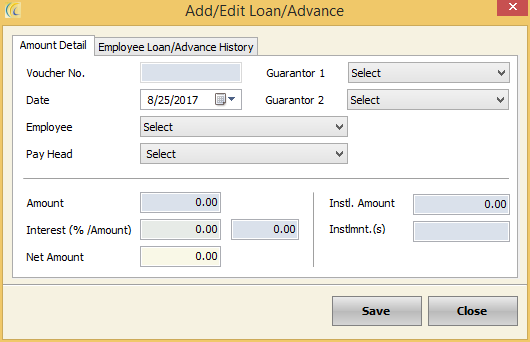 Add/Edit Loan/Advance
Amount Detail Employee Loan/Advance History
Voucher No. Guarantor 1 Select
Date 8/25/2017 Guarantor 2 Select
Employee Select
Pay Head Select
Amount 0.00 Instl. Amount 0.00
Interest (% /Amount) 0.00 0.00 Instlmnt.(s)
Net Amount 0.00
Save Close